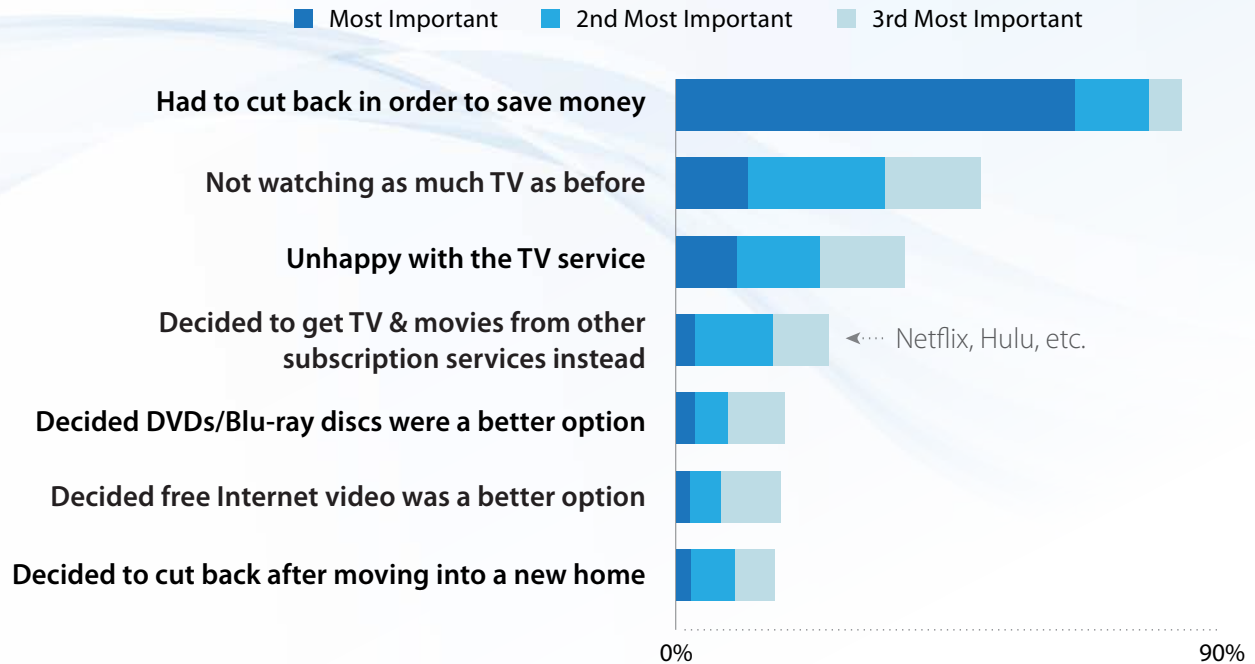 Most Important 2nd Most Important 3rd Most Important
Had to cut back in order to save money
Not watching as much TV as before
Unhappy with the TV service
Decided to get TV & movies from other
subscription services instead
Netflix, Hulu, etc.
Decided DVDs/Blu-ray discs were a better option
Decided free Internet video was a better option
Decided to cut back after moving into a new home
0% 90%